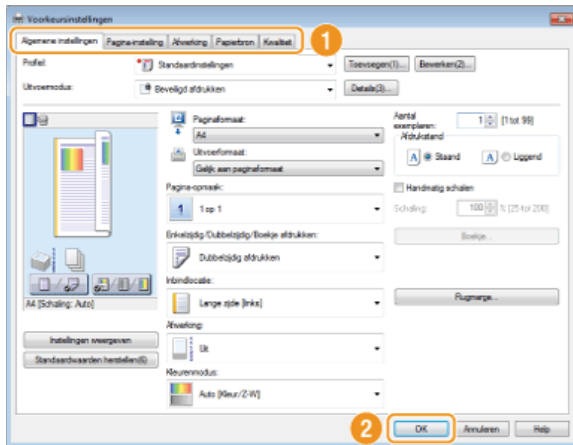 Voorkeursinstellingen
Algemene instellingen Pagina-instelling Afwerking Papierbron Kwaliteit
1
Profiel: Standaardinstellingen Toevoegen(1)... Bewerken(2)...
Uitvoermodus: Beveiligd afdrukken Details(3)...
Paginaformaat:
A4
Uitvoerformaat:
Gelijk aan paginaformaat
Pagina-opmaak:
1 1 op 1
Enkelzijdig/Dubbelzijdig/Boekje afdrukken:
Dubbelzijdig afdrukken
Inbindlocatie:
Lange zijde [links]
Afwerking:
Uit
Kleurenmodus:
Auto [Kleur/Z-W]
Aantal exemplaren: 1 [1 tot 99]
Afdrukstand
A Staand A Liggend
Handmatig schalen
Schaling: 100 % [25 tot 200]
Boekje...
Rugmarge...
A4 [Schaling: Auto]
Instellingen weergeven
Standaardwaarden herstellen(6)
2
OK Annuleren Help